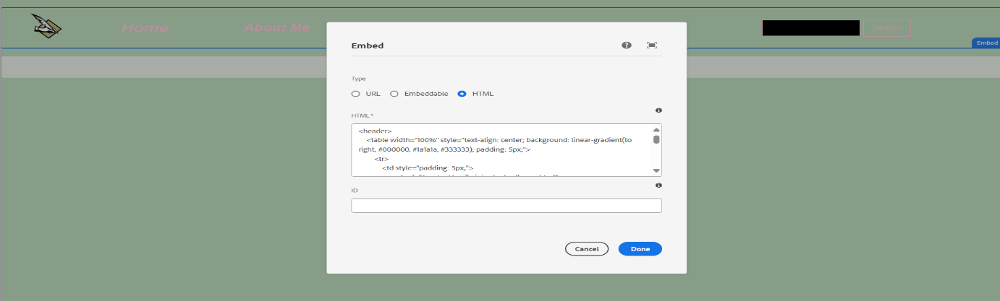 Home
About Me
Search
Embed
Embed
Type
URL
Embeddable
HTML
HTML *
<header>
<table width="100%" style="text-align: center; background: linear-gradient(to
right, #000000, #1a1a1a, #333333); padding: 5px;">
<tr>
<td style="padding: 5px;">
ID
Cancel
Done